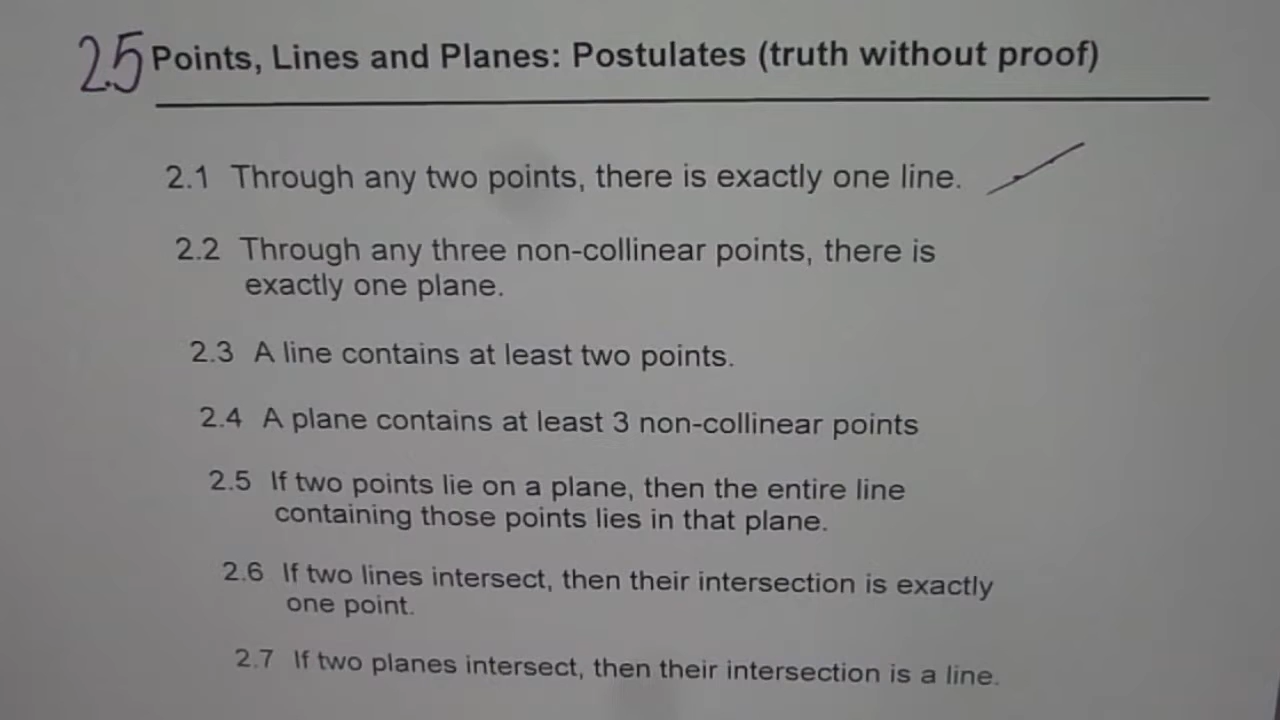 2.5 Points, Lines and Planes: Postulates (truth without proof)
2.1 Through any two points, there is exactly one line.
2.2 Through any three non-collinear points, there is
exactly one plane.
2.3 A line contains at least two points.
2.4 A plane contains at least 3 non-collinear points
2.5 If two points lie on a plane, then the entire line
containing those points lies in that plane.
2.6 If two lines intersect, then their intersection is exactly
one point.
2.7 If two planes intersect, then their intersection is a line.